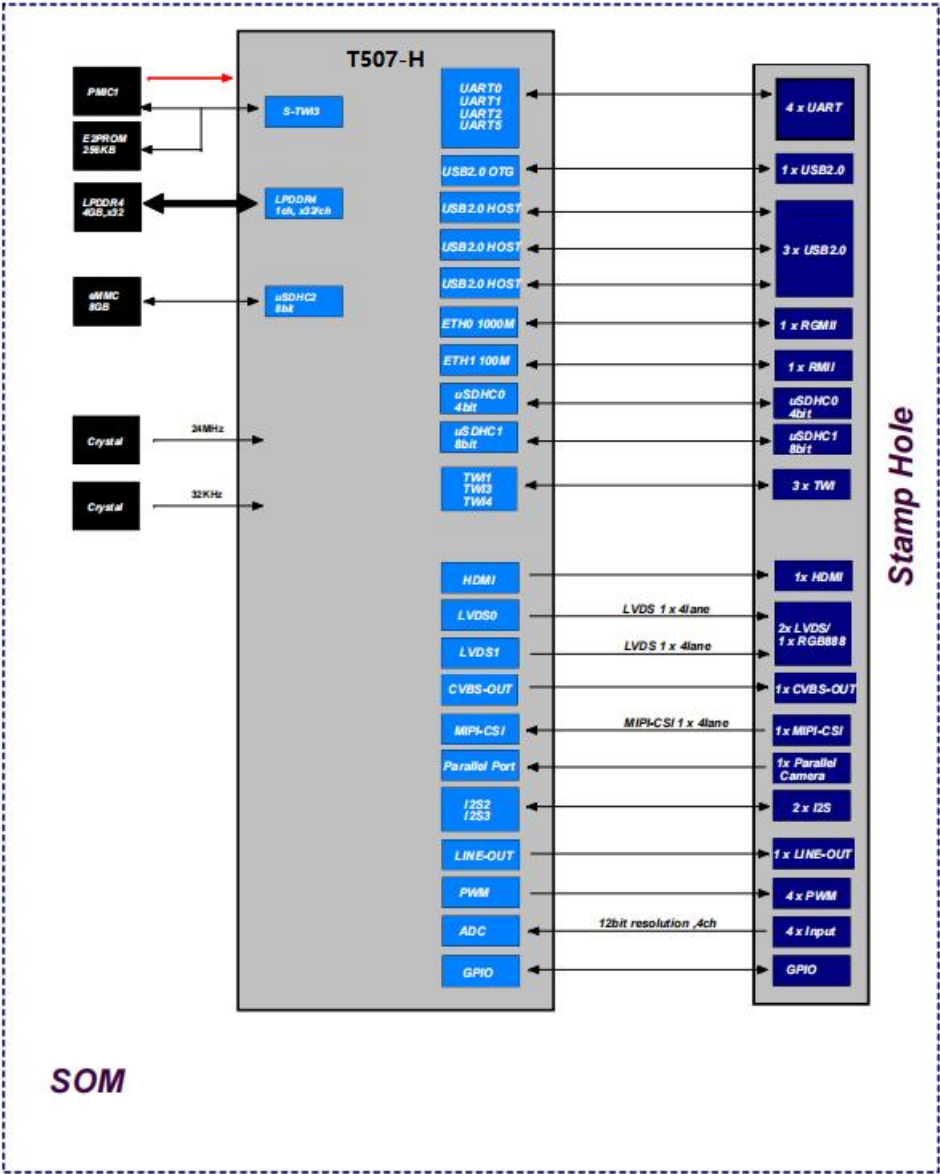 T507-H
PMIC1
E2PROM
256KB
LPDDR4
4GB,x32
eMMC
8GB
Crystal
24MHz
Crystal
32KHz
S-TWI3
LPDDR4
1ch, x32/ch
uSDHC2
8bit
UART0
UART1
UART2
UART5
4 x UART
USB2.0 OTG
1 x USB2.0
USB2.0 HOST
USB2.0 HOST
USB2.0 HOST
3 x USB2.0
ETH0 1000M
1 x RGMII
ETH1 100M
1 x RMII
uSDHC0
4bit
uSDHC0
4bit
uSDHC1
8bit
uSDHC1
8bit
TWI1
TWI3
TWI4
3 x TWI
HDMI
1x HDMI
LVDS0
LVDS 1 x 4lane
LVDS1
LVDS 1 x 4lane
2x LVDS/
1 x RGB888
CVBS-OUT
1x CVBS-OUT
MIPI-CSI
MIPI-CSI 1 x 4lane
1x MIPI-CSI
Parallel Port
1x Parallel
Camera
I2S2
I2S3
2 x I2S
LINE-OUT
1 x LINE-OUT
PWM
4 x PWM
ADC
12bit resolution ,4ch
4 x Input
GPIO
GPIO
Stamp Hole
SOM